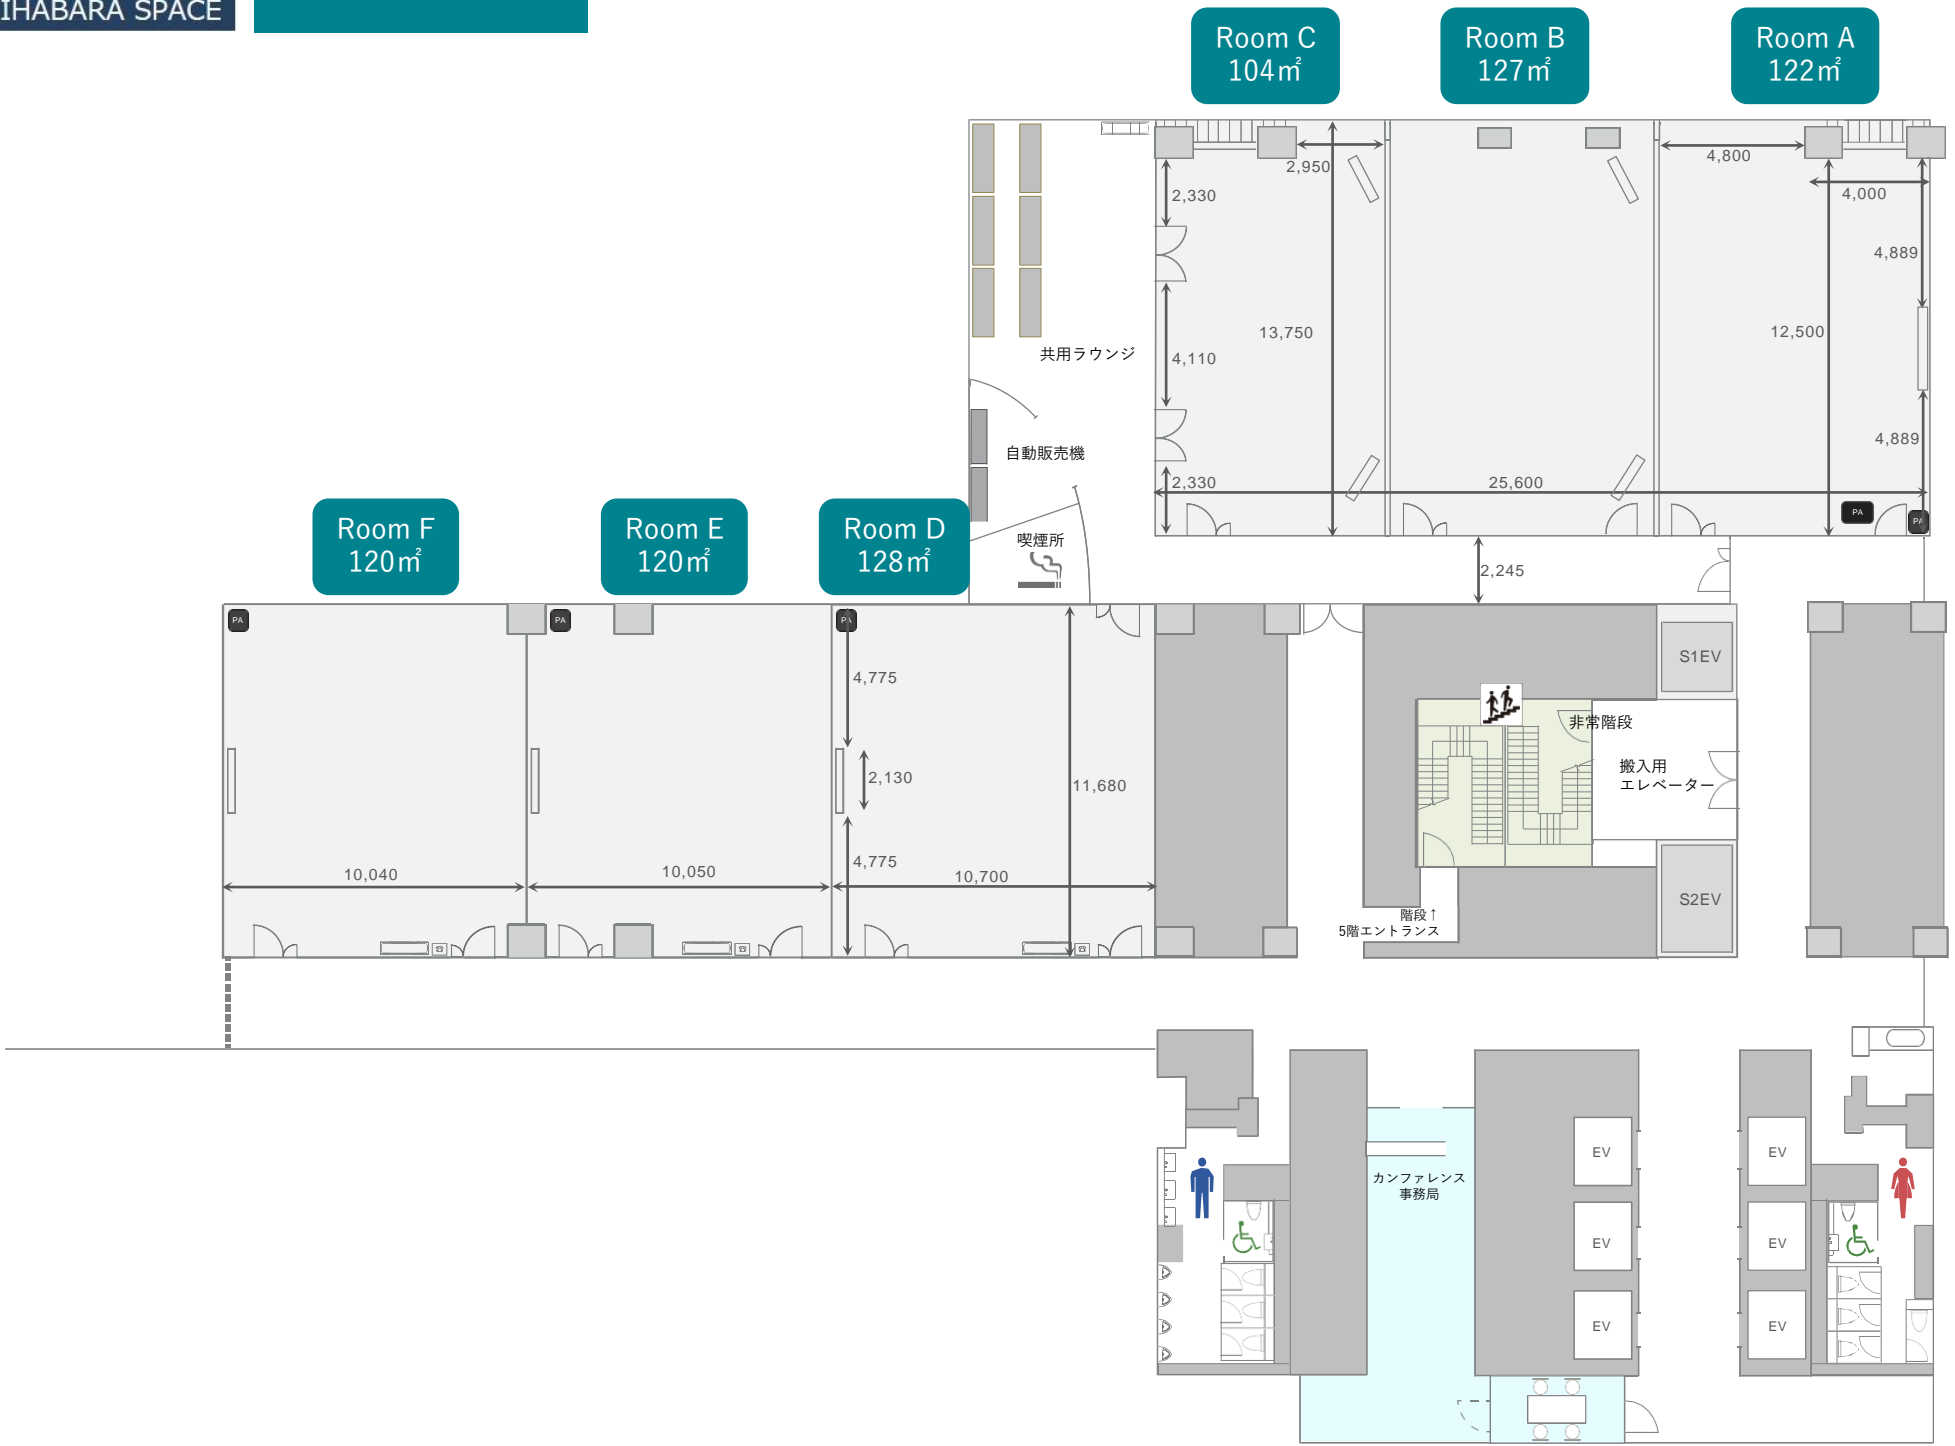 IHABARA SPACE
Room C
104㎡
Room B
127㎡
Room A
122㎡
2,950
4,800
4,000
2,330
4,889
13,750
12,500
4,110
共用ラウンジ
4,889
自動販売機
2,330
25,600
PA
PA
喫煙所
2,245
Room F
120㎡
Room E
120㎡
Room D
128㎡
PA
PA
PA
S1EV
4,775
非常階段
2,130
11,680
搬入用
エレベーター
4,775
10,040
10,050
10,700
S2EV
階段↑
5階エントランス
カンファレンス
事務局
EV
EV
EV
EV
EV
EV